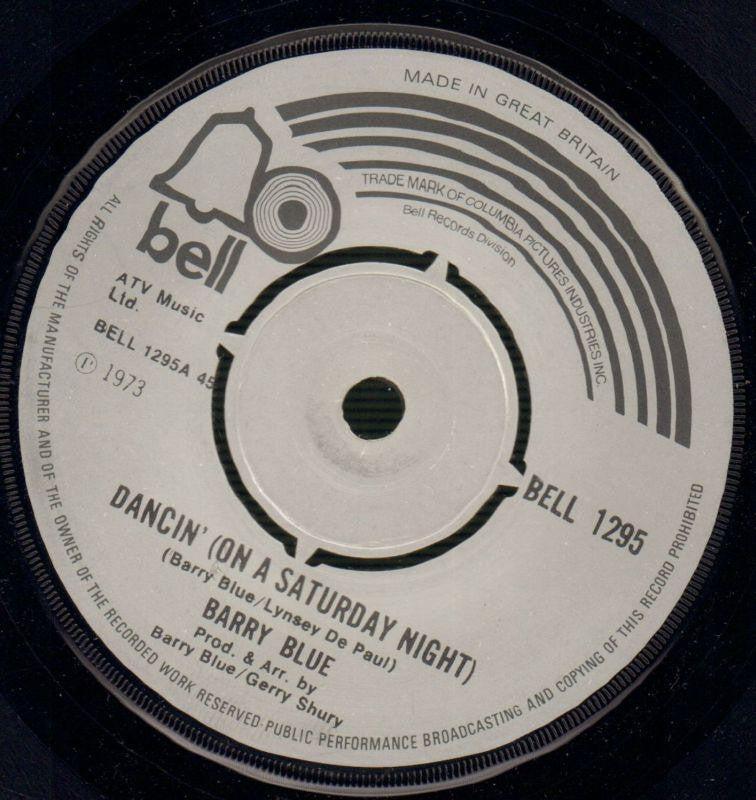 MADE IN GREAT BRITAIN
TRADE MARK OF COLUMBIA PICTURES INDUSTRIES INC.
Bell Records Division
bell
ATV Music
Ltd.
BELL 1295A 45
Ⓟ 1973
BELL 1295
DANCIN' (ON A SATURDAY NIGHT)
(Barry Blue/Lynsey De Paul)
BARRY BLUE
Prod. & Arr. by
Barry Blue/Gerry Shury
ALL RIGHTS OF THE MANUFACTURER AND OF THE OWNER OF THE RECORDED WORK RESERVED·PUBLIC PERFORMANCE BROADCASTING AND COPYING OF THIS RECORD PROHIBITED